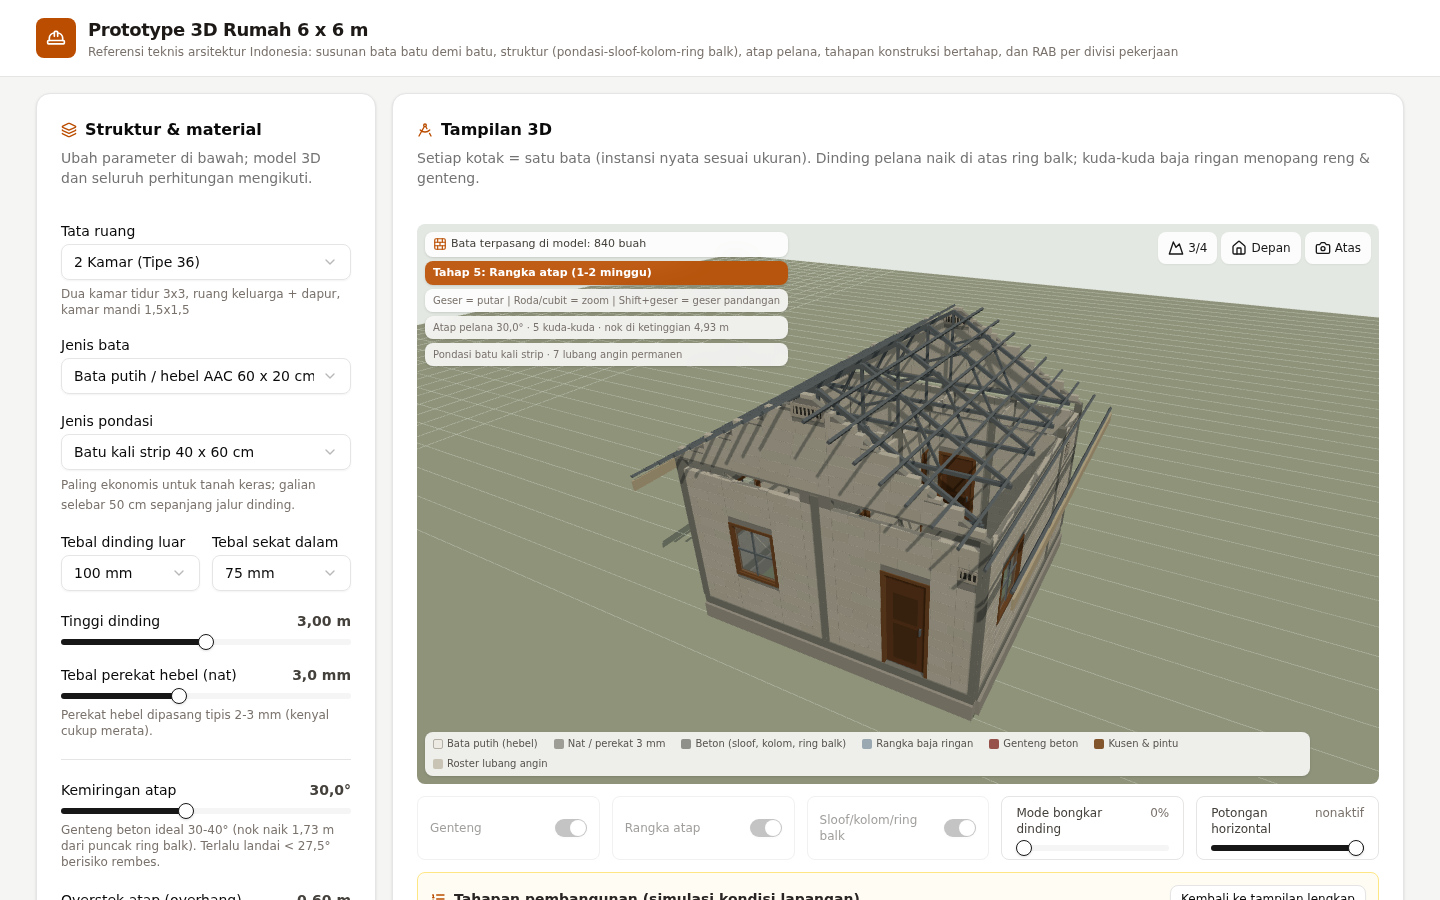 Prototype 3D Rumah 6 x 6 m
Referensi teknis arsitektur Indonesia: susunan bata batu demi batu, struktur (pondasi-sloof-kolom-ring balk), atap pelana, tahapan konstruksi bertahap, dan RAB per divisi pekerjaan
Struktur & material
Ubah parameter di bawah; model 3D
dan seluruh perhitungan mengikuti.
Tata ruang
2 Kamar (Tipe 36)
Dua kamar tidur 3x3, ruang keluarga + dapur,
kamar mandi 1,5x1,5
Jenis bata
Bata putih / hebel AAC 60 x 20 cm
Jenis pondasi
Batu kali strip 40 x 60 cm
Paling ekonomis untuk tanah keras; galian
selebar 50 cm sepanjang jalur dinding.
Tebal dinding luar
Tebal sekat dalam
100 mm
75 mm
Tinggi dinding
3,00 m
Tebal perekat hebel (nat)
3,0 mm
Perekat hebel dipasang tipis 2-3 mm (kenyal
cukup merata).
Kemiringan atap
30,0°
Genteng beton ideal 30-40° (nok naik 1,73 m
dari puncak ring balk). Terlalu landai < 27,5°
berisiko rembes.
Overstek atap (overhang)
0,60 m
Tampilan 3D
Setiap kotak = satu bata (instansi nyata sesuai ukuran). Dinding pelana naik di atas ring balk; kuda-kuda baja ringan menopang reng &
genteng.
Bata terpasang di model: 840 buah
Tahap 5: Rangka atap (1-2 minggu)
Geser = putar | Roda/cubit = zoom | Shift+geser = geser pandangan
Atap pelana 30,0° · 5 kuda-kuda · nok di ketinggian 4,93 m
Pondasi batu kali strip · 7 lubang angin permanen
3/4
Depan
Atas
Bata putih (hebel)
Nat / perekat 3 mm
Beton (sloof, kolom, ring balk)
Rangka baja ringan
Genteng beton
Kusen & pintu
Roster lubang angin
Genteng
Rangka atap
Sloof/kolom/ring
balk
Mode bongkar
dinding
0%
Potongan
horizontal
nonaktif
Tahapan pembangunan (simulasi kondisi lapangan)
Kembali ke tampilan lengkap